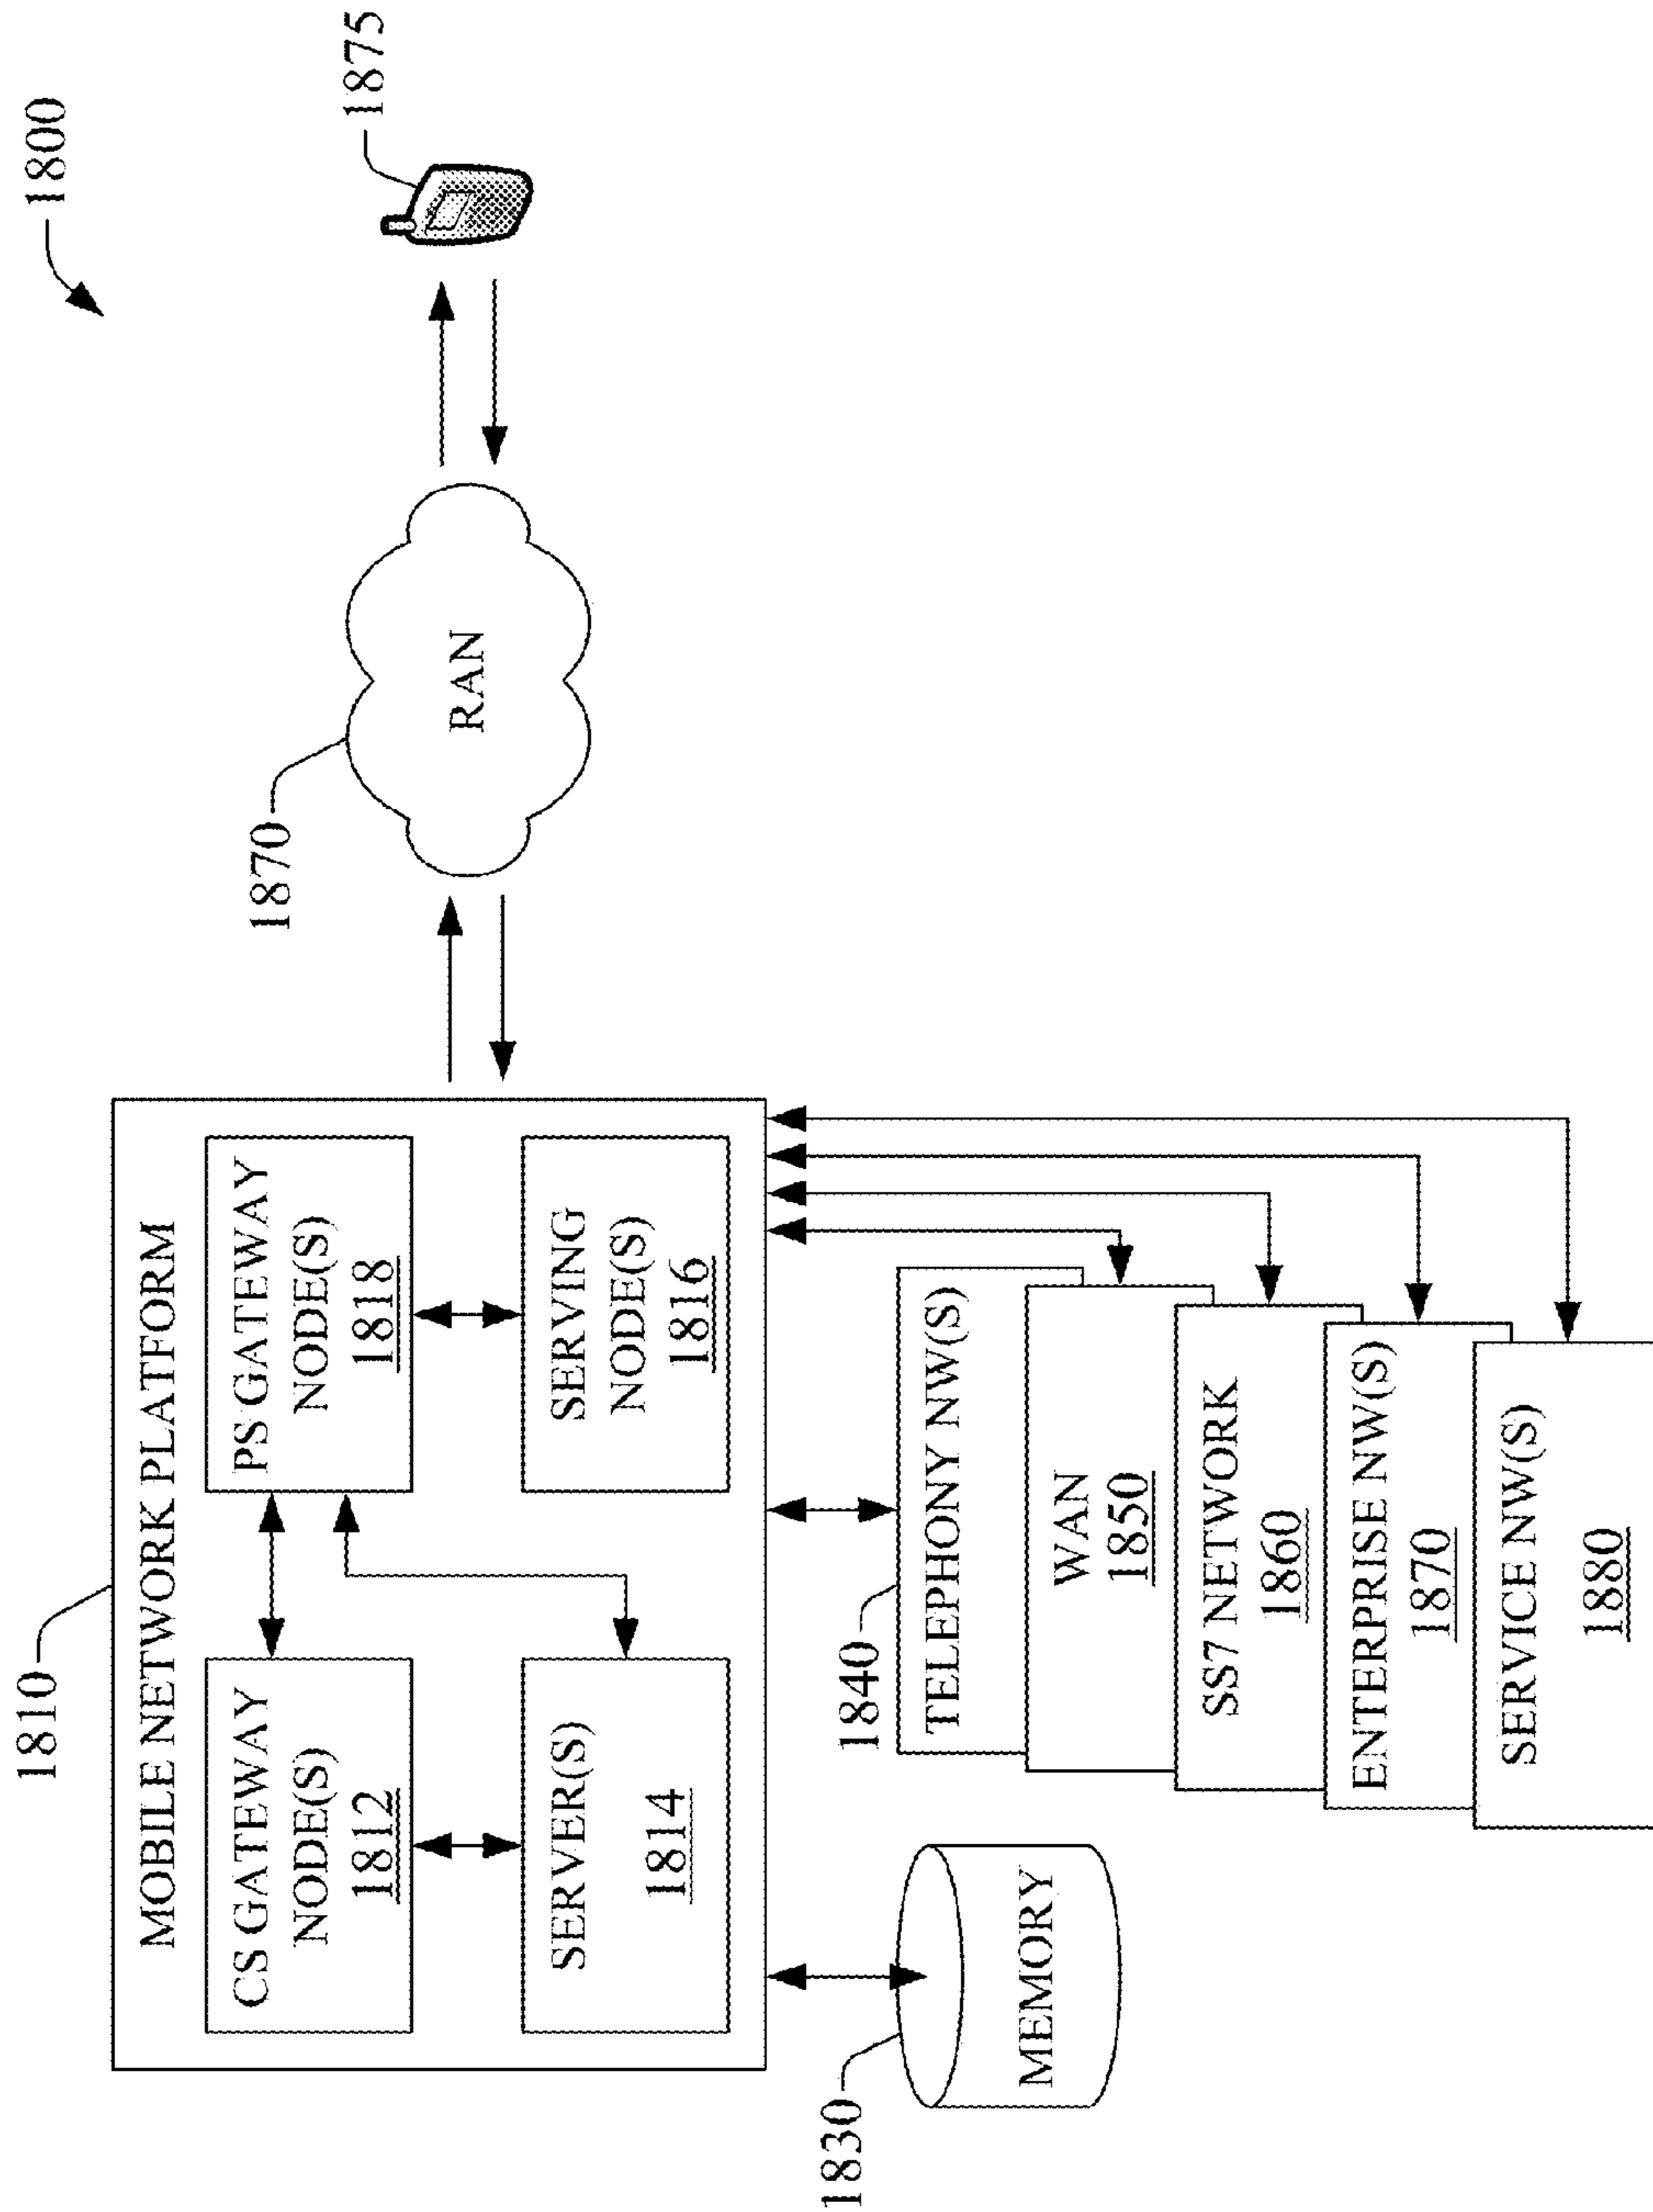 1800
1810
MOBILE NETWORK PLATFORM
CS GATEWAY
NODE(S)
1812
PS GATEWAY
NODE(S)
1818
SERVER(S)
1814
SERVING
NODE(S)
1816
1870
RAN
1875
1830
MEMORY
1840
TELEPHONY NW(S)
WAN
1850
SS7 NETWORK
1860
ENTERPRISE NW(S)
1870
SERVICE NW(S)
1880